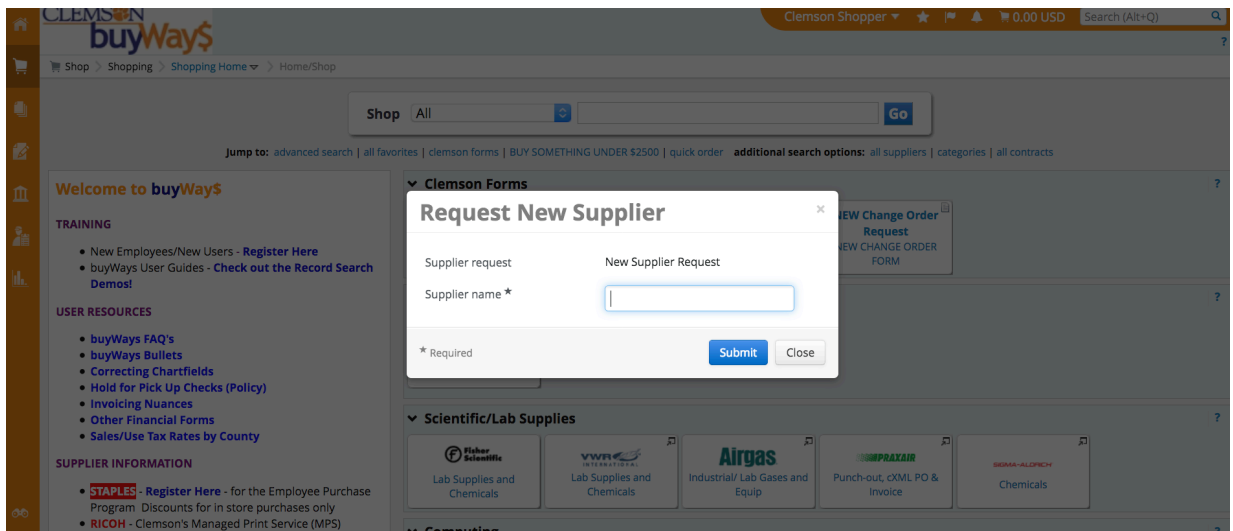 CLEMSON
buyWay$
Clemson Shopper
0.00 USD
Search (Alt+Q)
?
Shop > Shopping > Shopping Home > Home/Shop
Shop
All
Go
Jump to: advanced search | all favorites | clemson forms | BUY SOMETHING UNDER $2500 | quick order additional search options: all suppliers | categories | all contracts
Welcome to buyWay$
TRAINING
• New Employees/New Users - Register Here
• buyWays User Guides - Check out the Record Search
Demos!
USER RESOURCES
• buyWays FAQ's
• buyWays Bullets
• Correcting Chartfields
• Hold for Pick Up Checks (Policy)
• Invoicing Nuances
• Other Financial Forms
• Sales/Use Tax Rates by County
SUPPLIER INFORMATION
• STAPLES - Register Here - for the Employee Purchase
Program Discounts for in store purchases only
• RICOH - Clemson's Managed Print Service (MPS)
Clemson Forms
?
NEW Change Order
Request
NEW CHANGE ORDER
FORM
Request New Supplier
×
Supplier request
New Supplier Request
Supplier name ★
★ Required
Submit
Close
?
Scientific/Lab Supplies
?
Fisher
Scientific
Lab Supplies and
Chemicals
VWR
INTERNATIONAL
Lab Supplies and
Chemicals
Airgas
Industrial/ Lab Gases and
Equip
PRAXAIR
Punch-out, cXML PO &
Invoice
SIGMA-ALDRICH
Chemicals
Computing
?